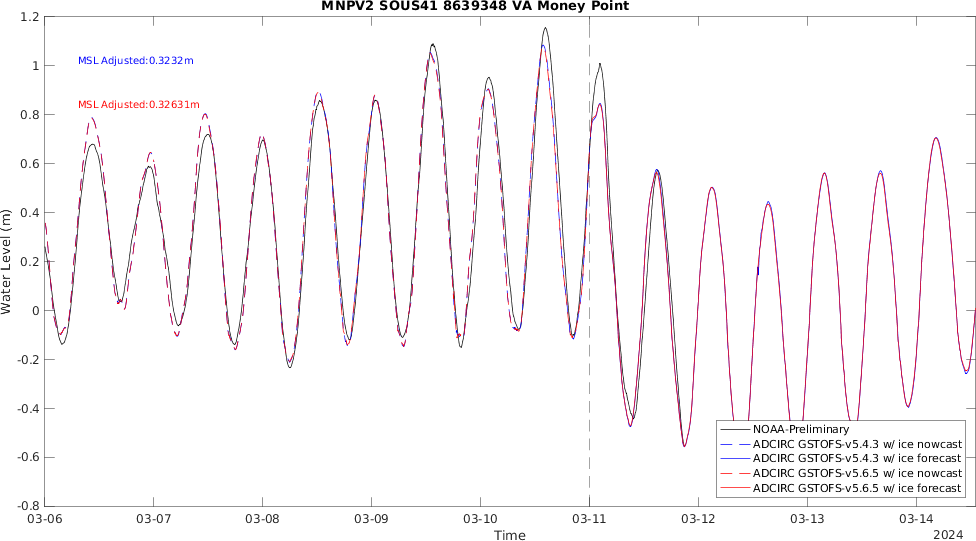 MNPV2 SOUS41 8639348 VA Money Point
1.2
1
0.8
0.6
0.4
0.2
0
-0.2
-0.4
-0.6
-0.8
Water Level (m)
MSL Adjusted:0.3232m
MSL Adjusted:0.32631m
NOAA-Preliminary
ADCIRC GSTOFS-v5.4.3 w/ ice nowcast
ADCIRC GSTOFS-v5.4.3 w/ ice forecast
ADCIRC GSTOFS-v5.6.5 w/ ice nowcast
ADCIRC GSTOFS-v5.6.5 w/ ice forecast
03-06 03-07 03-08 03-09 03-10 03-11 03-12 03-13 03-14
Time
2024